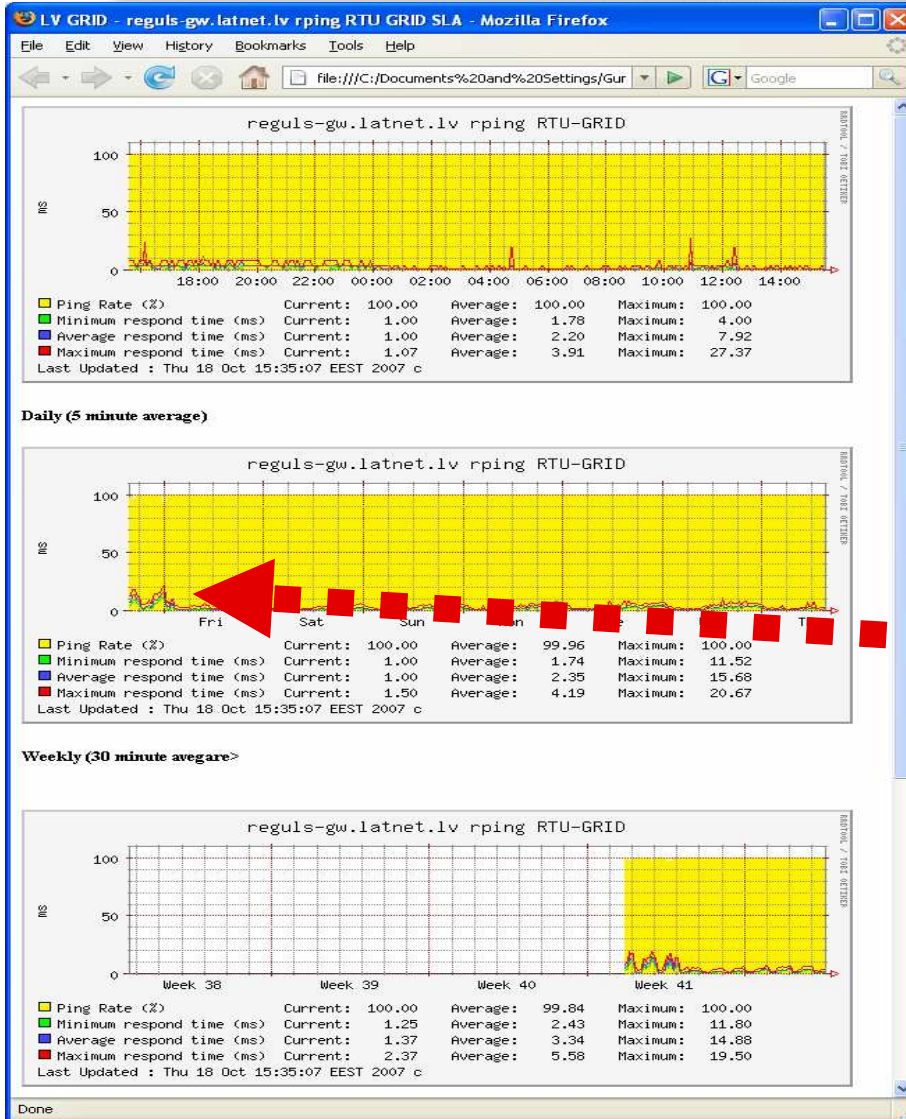 LV GRID - reguls-gw.latnet.lv rping RTU GRID SLA - Mozilla Firefox
File Edit View History Bookmarks Tools Help
file:///C:/Documents%20and%20Settings/Gur
G Google
reguls-gw.latnet.lv rping RTU-GRID
RRDTOOL / TOBI OETIKER
100
ms
50
0
18:00 20:00 22:00 00:00 02:00 04:00 06:00 08:00 10:00 12:00 14:00
Ping Rate (%) Current: 100.00 Average: 100.00 Maximum: 100.00
Minimum respond time (ms) Current: 1.00 Average: 1.78 Maximum: 4.00
Average respond time (ms) Current: 1.00 Average: 2.20 Maximum: 7.92
Maximum respond time (ms) Current: 1.07 Average: 3.91 Maximum: 27.37
Last Updated : Thu 18 Oct 15:35:07 EEST 2007 c
Daily (5 minute average)
reguls-gw.latnet.lv rping RTU-GRID
RRDTOOL / TOBI OETIKER
100
ms
50
0
Fri Sat Sun
Ping Rate (%) Current: 100.00 Average: 99.96 Maximum: 100.00
Minimum respond time (ms) Current: 1.00 Average: 1.74 Maximum: 11.52
Average respond time (ms) Current: 1.00 Average: 2.35 Maximum: 15.68
Maximum respond time (ms) Current: 1.50 Average: 4.19 Maximum: 20.67
Last Updated : Thu 18 Oct 15:35:07 EEST 2007 c
Weekly (30 minute avegare>
reguls-gw.latnet.lv rping RTU-GRID
RRDTOOL / TOBI OETIKER
100
ms
50
0
Week 38 Week 39 Week 40 Week 41
Ping Rate (%) Current: 100.00 Average: 99.84 Maximum: 100.00
Minimum respond time (ms) Current: 1.25 Average: 2.43 Maximum: 11.80
Average respond time (ms) Current: 1.37 Average: 3.34 Maximum: 14.88
Maximum respond time (ms) Current: 2.37 Average: 5.58 Maximum: 19.50
Last Updated : Thu 18 Oct 15:35:07 EEST 2007 c
Done